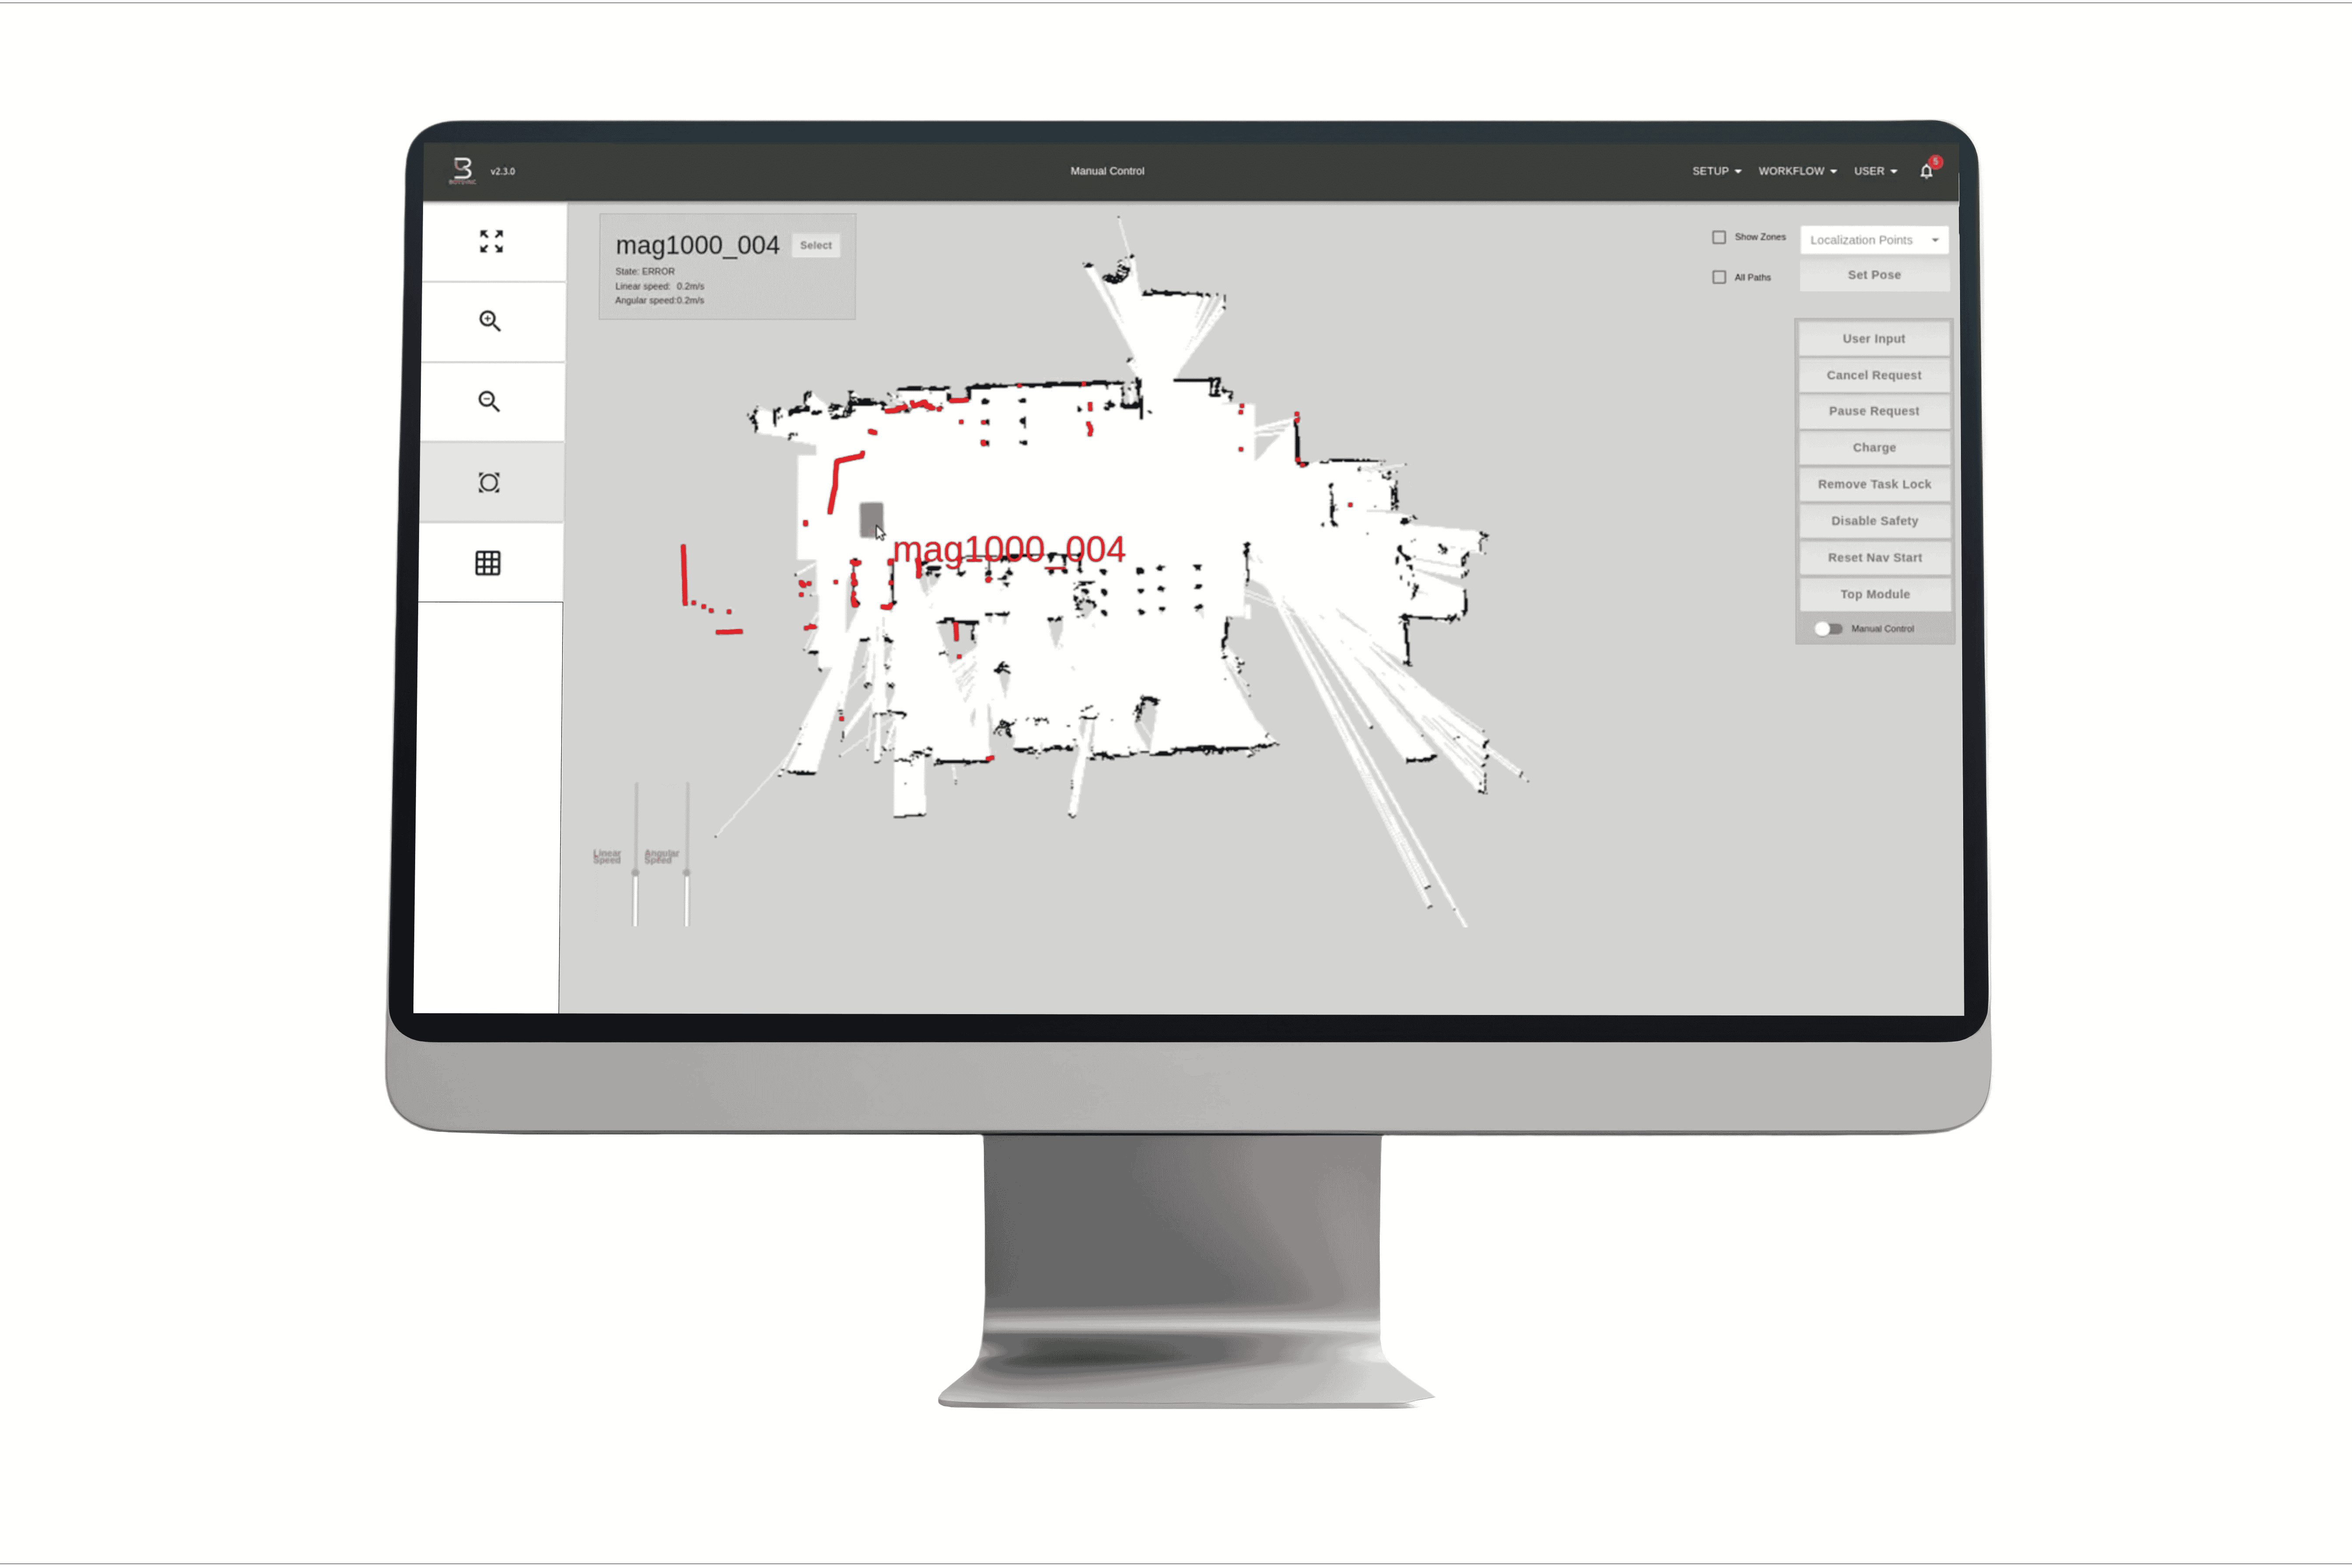 BOTSYNC
v2.3.0
Manual Control
SETUP
WORKFLOW
USER
5
mag1000_004
Select
State: ERROR
Linear speed: 0.2m/s
Angular speed:0.2m/s
Show Zones
Localization Points
All Paths
Set Pose
User Input
Cancel Request
Pause Request
Charge
Remove Task Lock
Disable Safety
Reset Nav Start
Top Module
Manual Control
mag1000_004
Linear
Speed
Angular
Speed